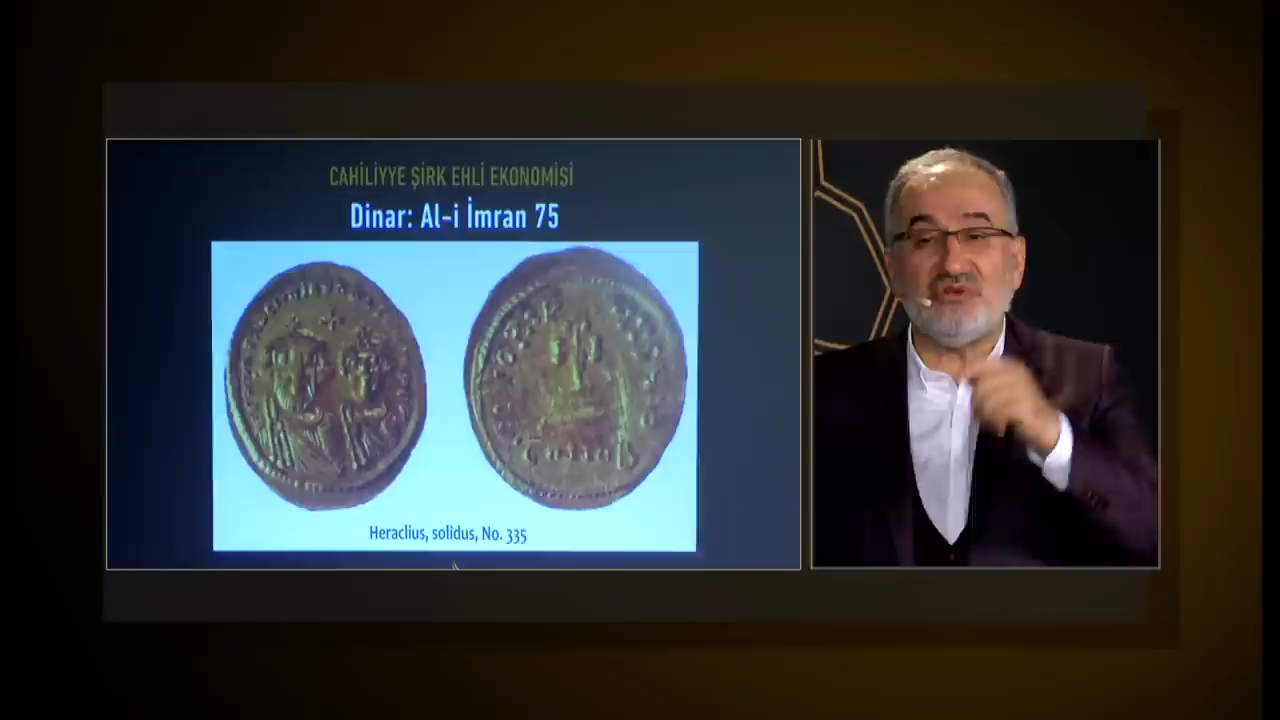 CAHİLİYYE ŞİRK EHLİ EKONOMİSİ
Dinar: Al-i İmran 75
Heraclius, solidus, No. 335